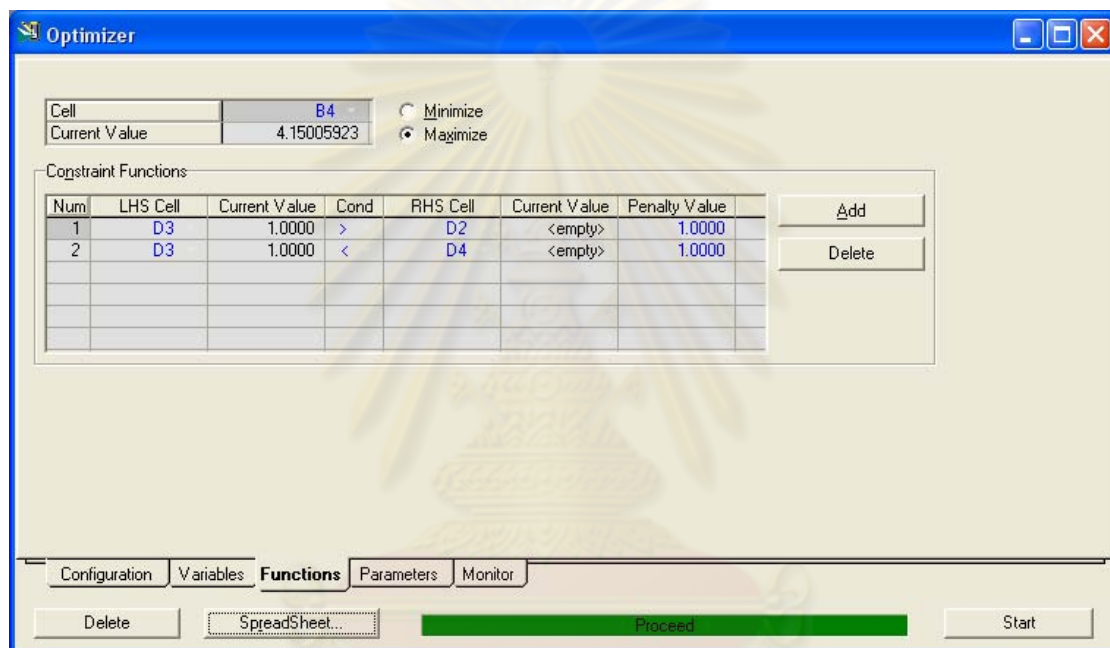 Optimizer
Cell B4 Minimize
Current Value 4.15005923 Maximize
Constraint Functions
Num LHS Cell Current Value Cond RHS Cell Current Value Penalty Value
1 D3 1.0000 > D2 <empty> 1.0000
2 D3 1.0000 < D4 <empty> 1.0000
Add
Delete
Configuration Variables Functions Parameters Monitor
Delete SpreadSheet... Proceed Start